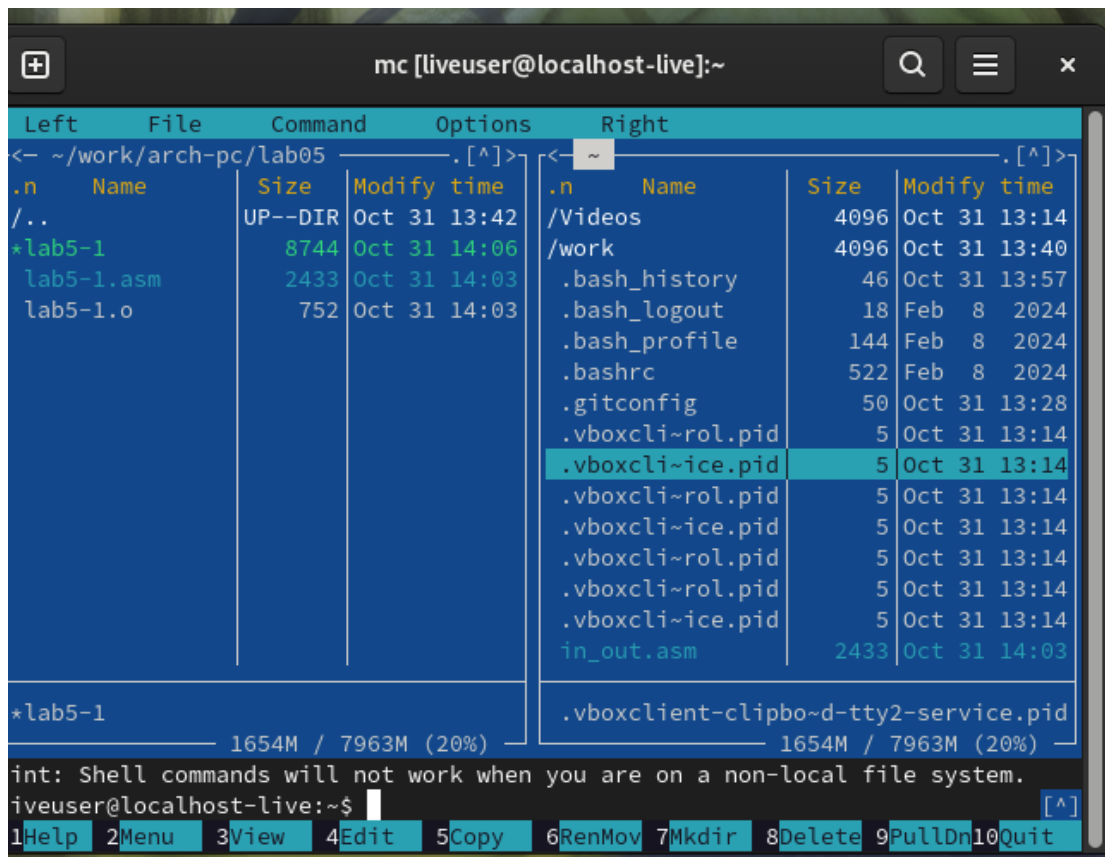 mc [liveuser@localhost-live]:~
Left File Command Options Right
<— ~/work/arch-pc/lab05 .[^]>
.n Name Size Modify time
/.. UP--DIR Oct 31 13:42
*lab5-1 8744 Oct 31 14:06
lab5-1.asm 2433 Oct 31 14:03
lab5-1.o 752 Oct 31 14:03
*lab5-1
1654M / 7963M (20%)
<— ~ .[^]>
.n Name Size Modify time
/Videos 4096 Oct 31 13:14
/work 4096 Oct 31 13:40
.bash_history 46 Oct 31 13:57
.bash_logout 18 Feb 8 2024
.bash_profile 144 Feb 8 2024
.bashrc 522 Feb 8 2024
.gitconfig 50 Oct 31 13:28
.vboxcli~rol.pid 5 Oct 31 13:14
.vboxcli~ice.pid 5 Oct 31 13:14
.vboxcli~rol.pid 5 Oct 31 13:14
.vboxcli~ice.pid 5 Oct 31 13:14
.vboxcli~rol.pid 5 Oct 31 13:14
.vboxcli~rol.pid 5 Oct 31 13:14
.vboxcli~ice.pid 5 Oct 31 13:14
in_out.asm 2433 Oct 31 14:03
.vboxclient-clipbo~d-tty2-service.pid
1654M / 7963M (20%)
int: Shell commands will not work when you are on a non-local file system.
iveuser@localhost-live:~$ [^]
1Help 2Menu 3View 4Edit 5Copy 6RenMov 7Mkdir 8Delete 9PullDn 10Quit